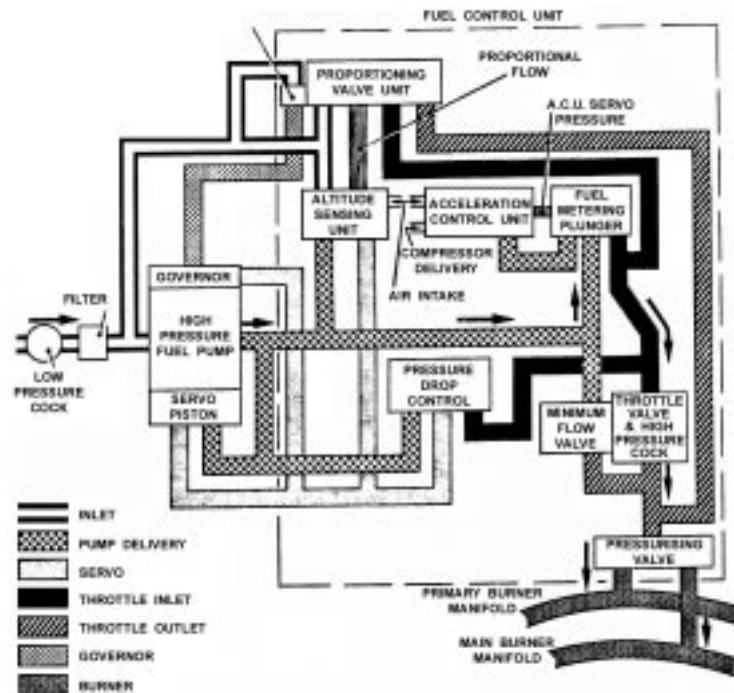 FUEL CONTROL UNIT
PROPORTIONAL
FLOW
PROPORTIONING
VALVE UNIT
A.C.U. SERVO
PRESSURE
ALTITUDE
SENSING
UNIT
ACCELERATION
CONTROL UNIT
FUEL
METERING
PLUNGER
COMPRESSOR
DELIVERY
AIR INTAKE
GOVERNOR
FILTER
HIGH
PRESSURE
FUEL PUMP
LOW
PRESSURE
COCK
SERVO
PISTON
PRESSURE
DROP
CONTROL
MINIMUM
FLOW
VALVE
THROTTLE
VALVE
& HIGH
PRESSURE
COCK
INLET
PUMP DELIVERY
SERVO
THROTTLE INLET
THROTTLE OUTLET
GOVERNOR
BURNER
PRESSURISING
VALVE
PRIMARY BURNER
MANIFOLD
MAIN BURNER
MANIFOLD